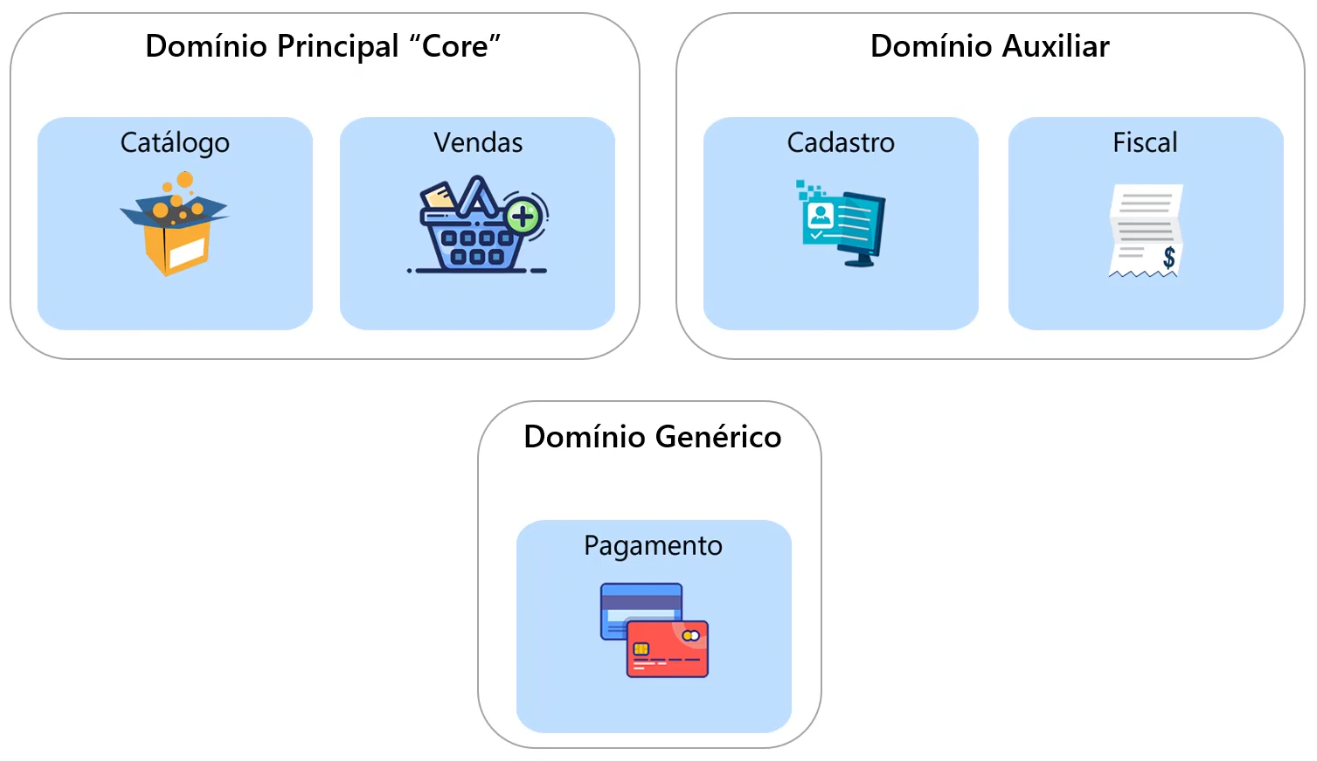 Domínio Principal “Core”
Catálogo
Vendas
Domínio Auxiliar
Cadastro
Fiscal
$
Domínio Genérico
Pagamento